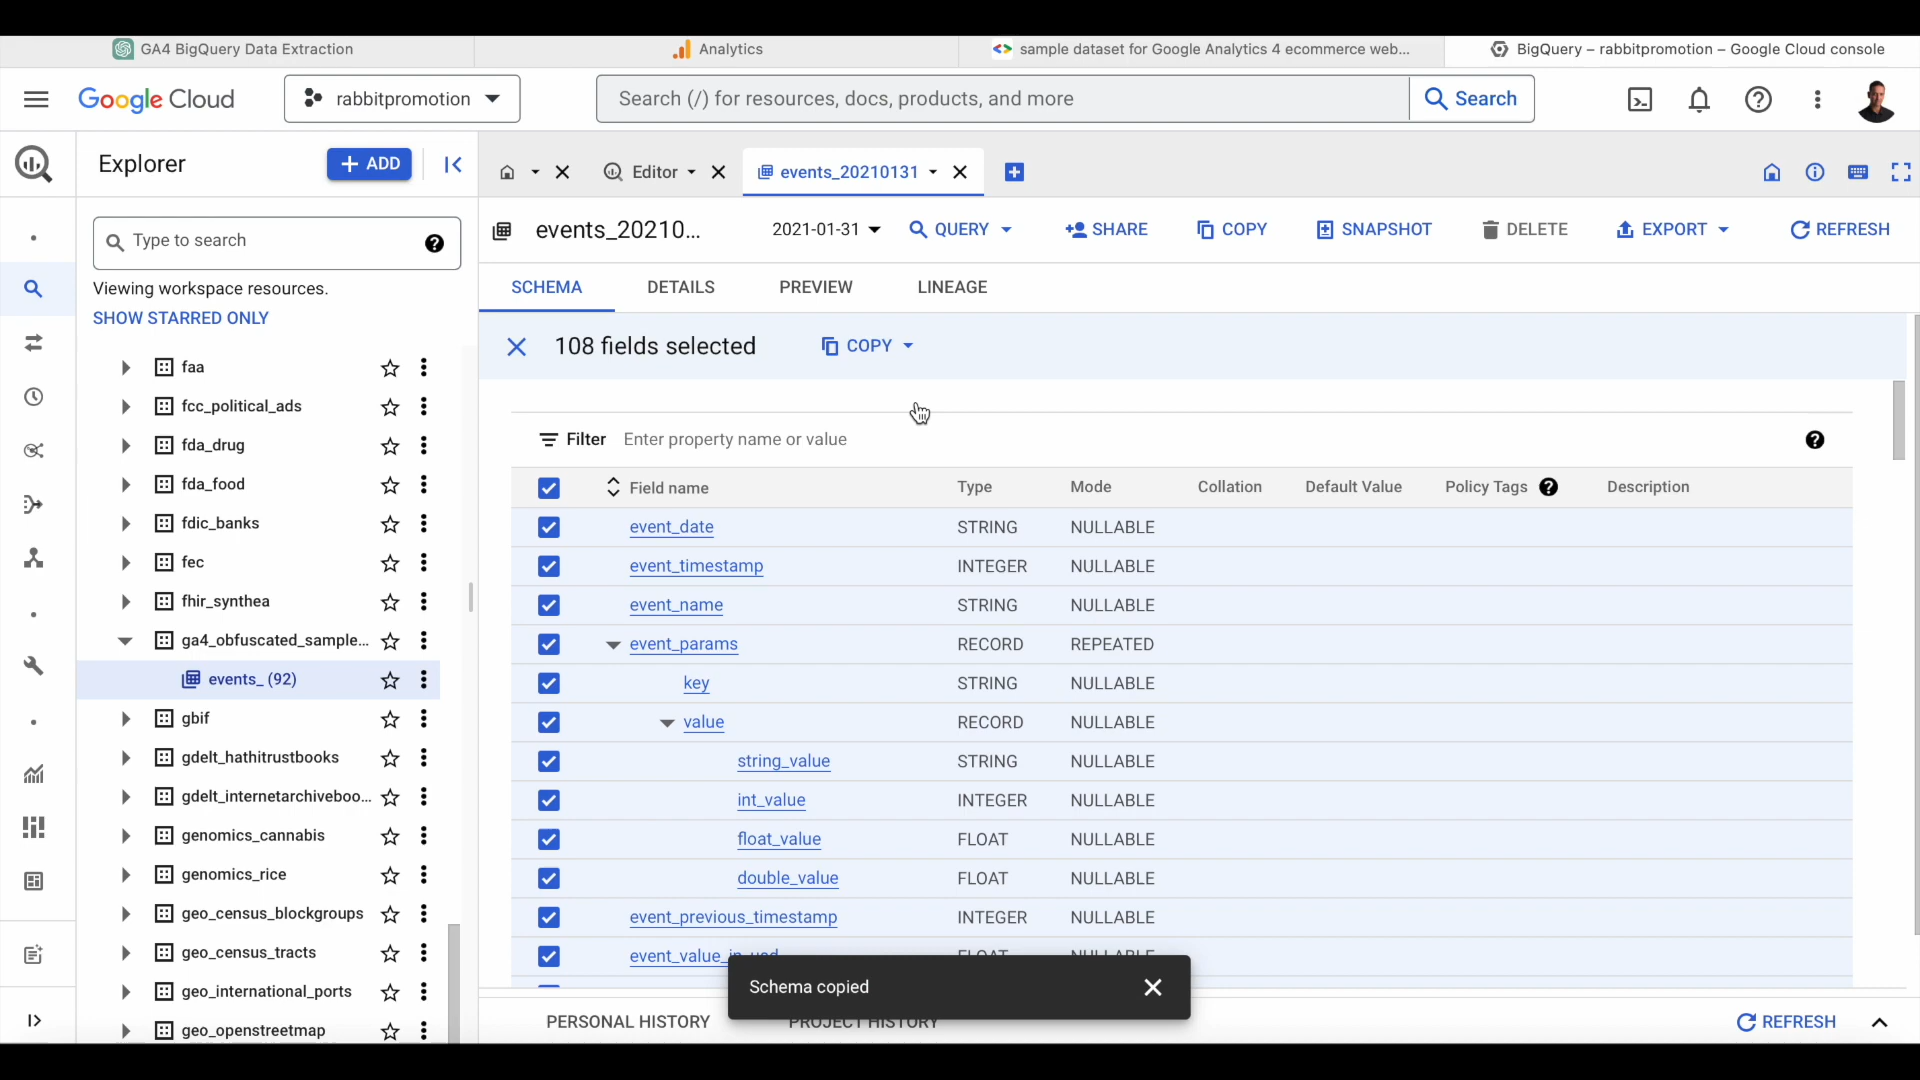 GA4 BigQuery Data Extraction
Analytics
sample dataset for Google Analytics 4 ecommerce web...
BigQuery – rabbitpromotion – Google Cloud console
Google Cloud
rabbitpromotion
Search (/) for resources, docs, products, and more
Search
Explorer
+ ADD
Editor
events_20210131
Type to search
Viewing workspace resources.
SHOW STARRED ONLY
faa
fcc_political_ads
fda_drug
fda_food
fdic_banks
fec
fhir_synthea
ga4_obfuscated_sample...
events_ (92)
gbif
gdelt_hathitrustbooks
gdelt_internetarchiveboo...
genomics_cannabis
genomics_rice
geo_census_blockgroups
geo_census_tracts
geo_international_ports
geo_openstreetmap
events_20210...
2021-01-31
QUERY
SHARE
COPY
SNAPSHOT
DELETE
EXPORT
REFRESH
SCHEMA
DETAILS
PREVIEW
LINEAGE
108 fields selected
COPY
Filter Enter property name or value
Field name Type Mode Collation Default Value Policy Tags Description
event_date STRING NULLABLE
event_timestamp INTEGER NULLABLE
event_name STRING NULLABLE
event_params RECORD REPEATED
key STRING NULLABLE
value RECORD NULLABLE
string_value STRING NULLABLE
int_value INTEGER NULLABLE
float_value FLOAT NULLABLE
double_value FLOAT NULLABLE
event_previous_timestamp INTEGER NULLABLE
event_value_in_usd FLOAT NULLABLE
Schema copied
PERSONAL HISTORY
PROJECT HISTORY
REFRESH